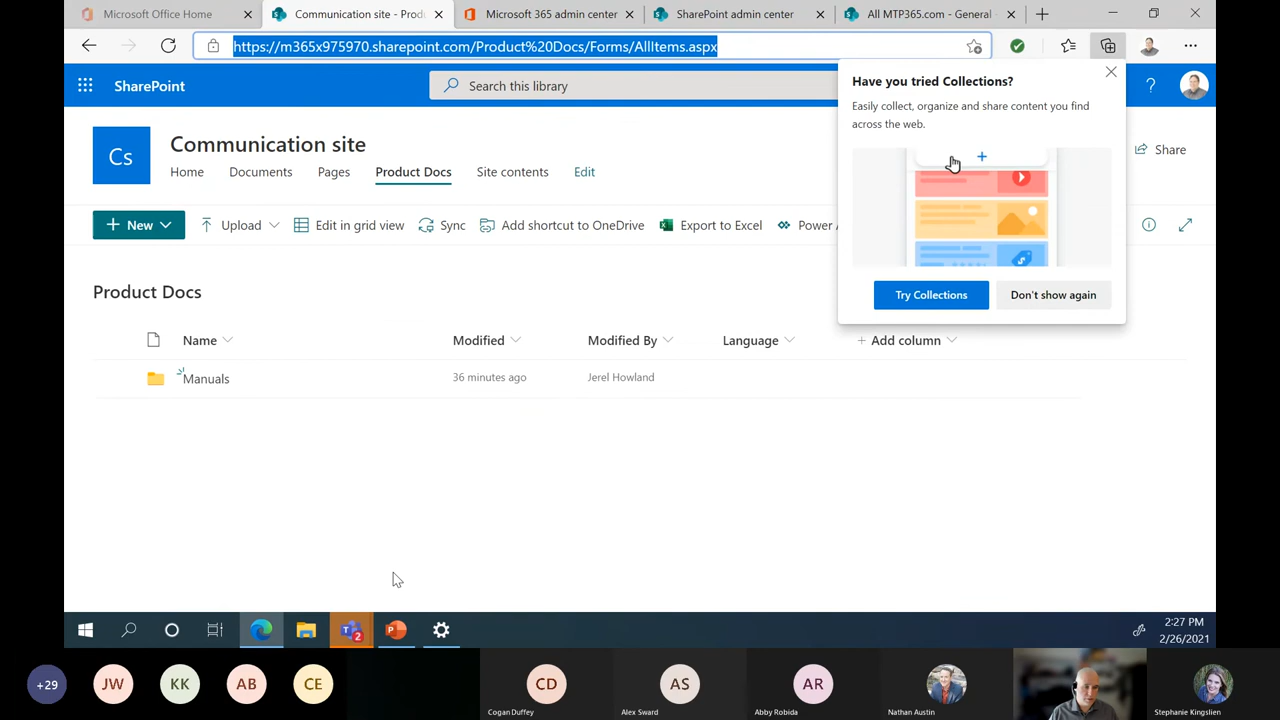 Microsoft Office Home
Communication site - Prod
Microsoft 365 admin center
SharePoint admin center
All MTP365.com - General -
https://m365x975970.sharepoint.com/Product%20Docs/Forms/AllItems.aspx
SharePoint
Search this library
?
Have you tried Collections?
Easily collect, organize and share content you find
across the web.
Try Collections
Don't show again
Cs
Communication site
Home
Documents
Pages
Product Docs
Site contents
Edit
Share
New
Upload
Edit in grid view
Sync
Add shortcut to OneDrive
Export to Excel
Power A
Product Docs
Name
Modified
Modified By
Language
+ Add column
Manuals
36 minutes ago
Jerel Howland
2
2:27 PM
2/26/2021
+29
JW
KK
AB
CE
CD
AS
AR
Cogan Duffey
Alex Sward
Abby Robida
Nathan Austin
Stephanie Kingslien